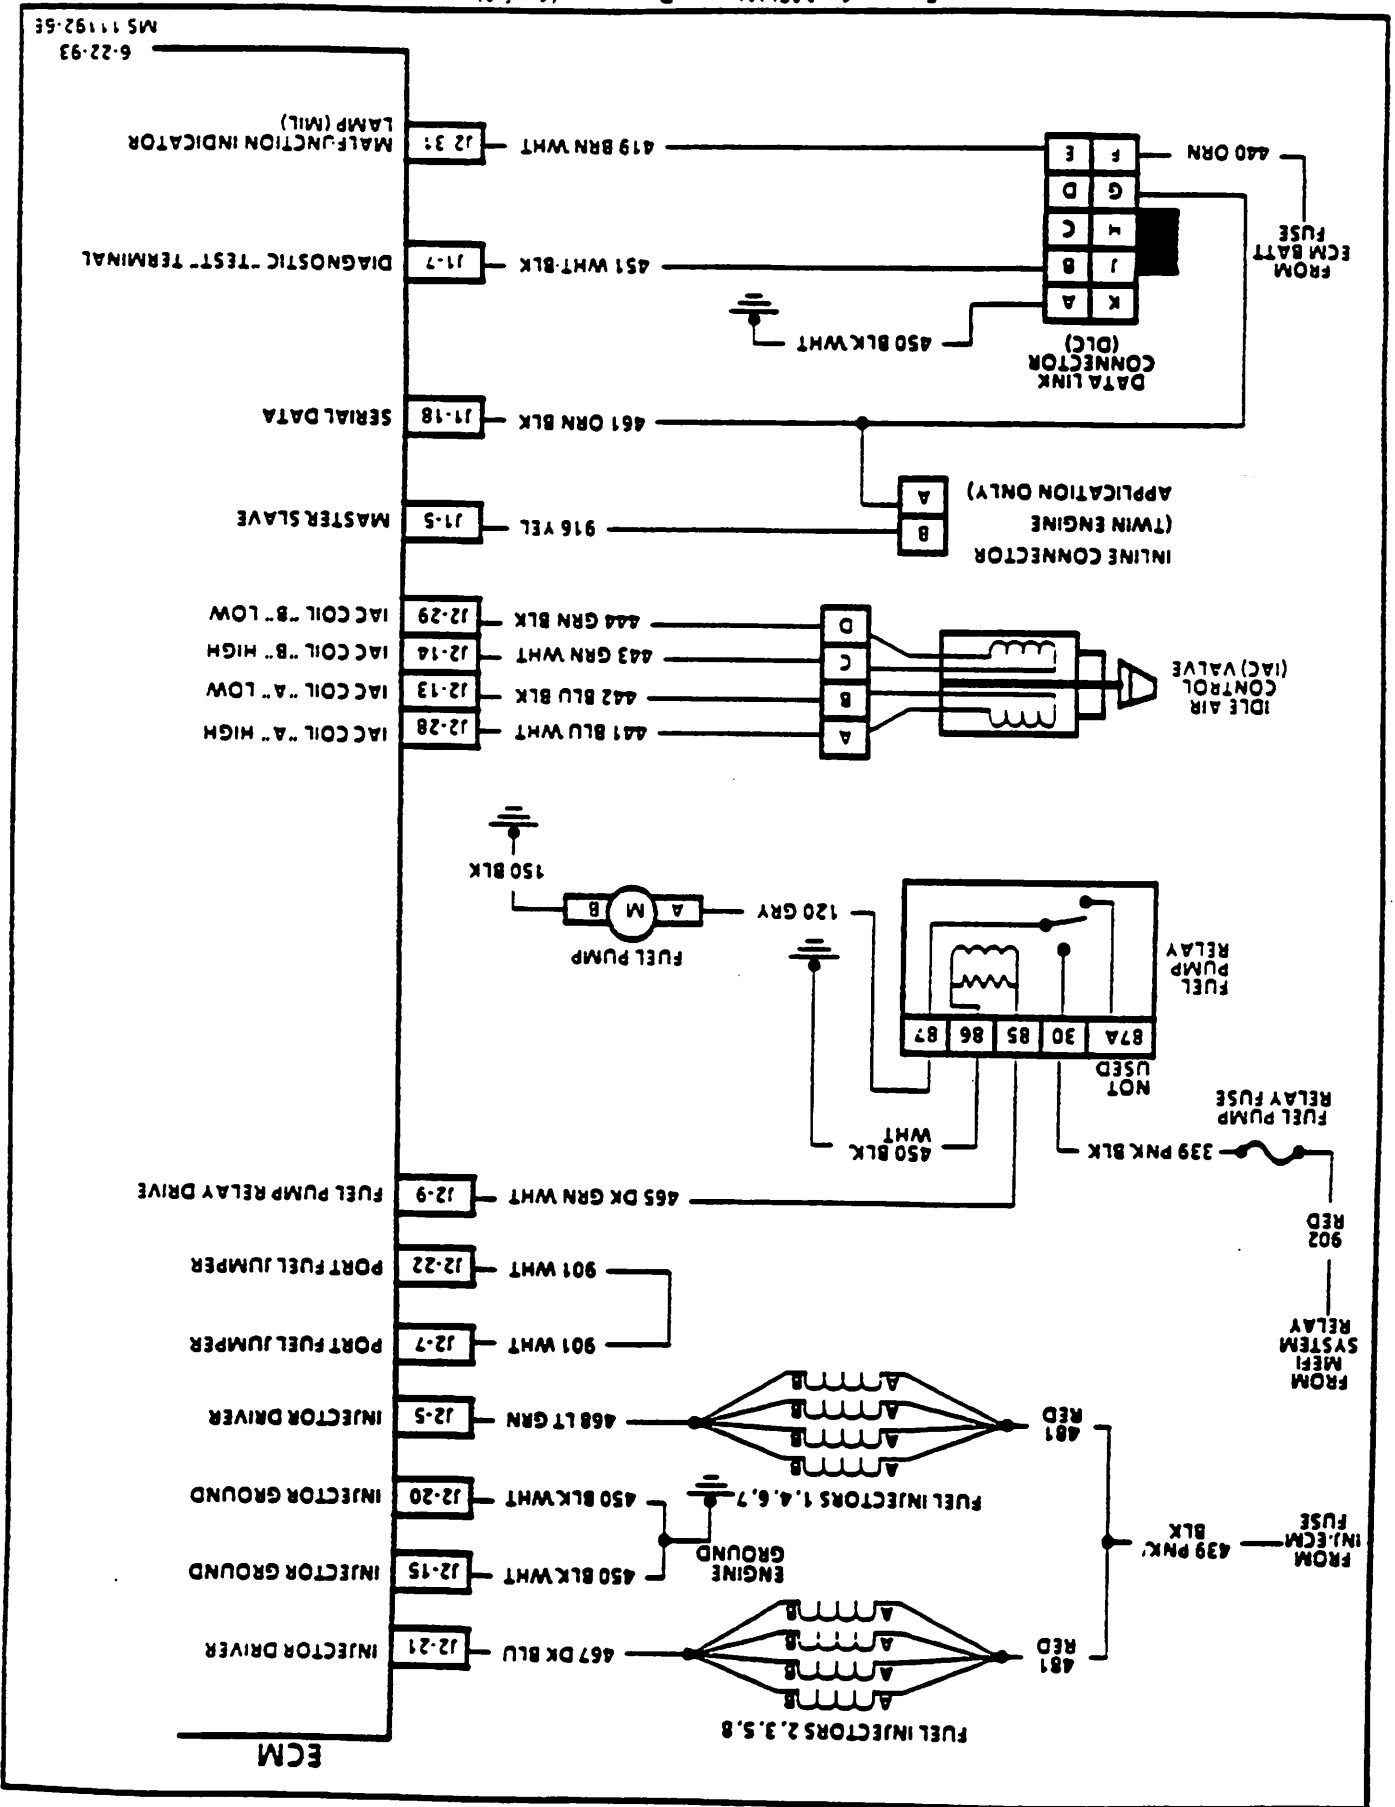 ECM
FUEL INJECTORS 2, 3, 5, 8
A B
A B
A B
A B
481
RED
467 DK BLU
J2-21
INJECTOR DRIVER
FROM
INJ.ECM
FUSE
439 PNK
BLK
ENGINE
GROUND
450 BLK WHT
J2-15
INJECTOR GROUND
450 BLK WHT
J2-20
INJECTOR GROUND
FUEL INJECTORS 1, 4, 6, 7
A B
A B
A B
A B
481
RED
468 LT GRN
J2-5
INJECTOR DRIVER
FROM
MEFI
SYSTEM
RELAY
902
RED
901 WHT
J2-7
PORT FUEL JUMPER
901 WHT
J2-22
PORT FUEL JUMPER
465 DK GRN WHT
J2-9
FUEL PUMP RELAY DRIVE
FUEL PUMP
RELAY FUSE
339 PNK BLK
450 BLK
WHT
NOT
USED
87A 30 85 86 87
FUEL
PUMP
RELAY
FUEL PUMP
120 GRY
A M B
150 BLK
IDLE AIR
CONTROL
(IAC) VALVE
A
441 BLU WHT
J2-28
IAC COIL "A" HIGH
B
442 BLU BLK
J2-13
IAC COIL "A" LOW
C
443 GRN WHT
J2-14
IAC COIL "B" HIGH
D
444 GRN BLK
J2-29
IAC COIL "B" LOW
INLINE CONNECTOR
(TWIN ENGINE
APPLICATION ONLY)
B
A
916 YEL
J1-5
MASTER SLAVE
461 ORN BLK
J1-18
SERIAL DATA
DATA LINK
CONNECTOR
(DLC)
K A
J B
H C
G D
F E
450 BLK WHT
451 WHT-BLK
J1-7
DIAGNOSTIC "TEST" TERMINAL
FROM
ECM BATT
FUSE
440 ORN
419 BRN WHT
J2 31
MALFUNCTION INDICATOR
LAMP (MIL)
6-22-93
MS 11192-6E